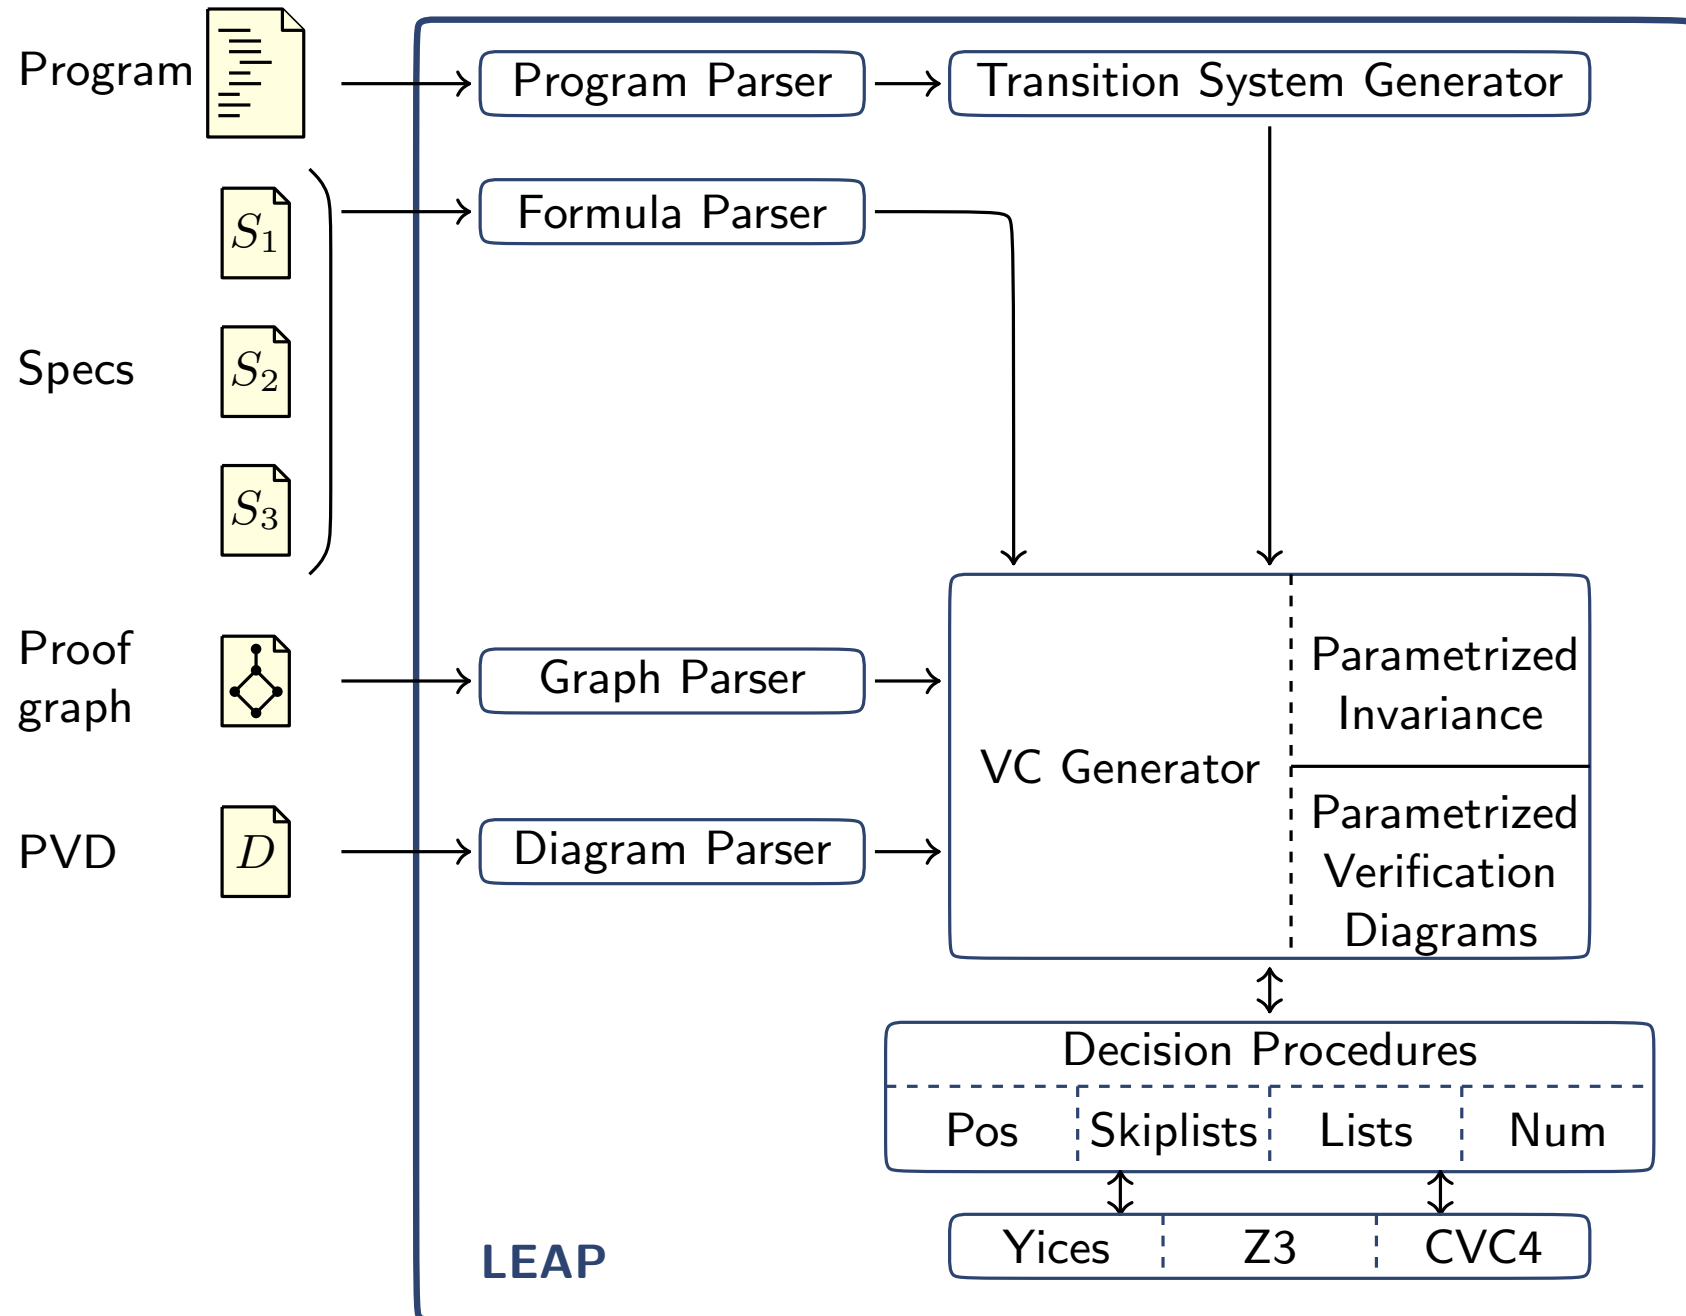 Program
Program Parser
Transition System Generator
S1
Formula Parser
Specs
S2
S3
Proof
graph
Graph Parser
VC Generator
Parametrized
Invariance
Parametrized
Verification
Diagrams
PVD
D
Diagram Parser
Decision Procedures
Pos
Skiplists
Lists
Num
Yices
Z3
CVC4
LEAP